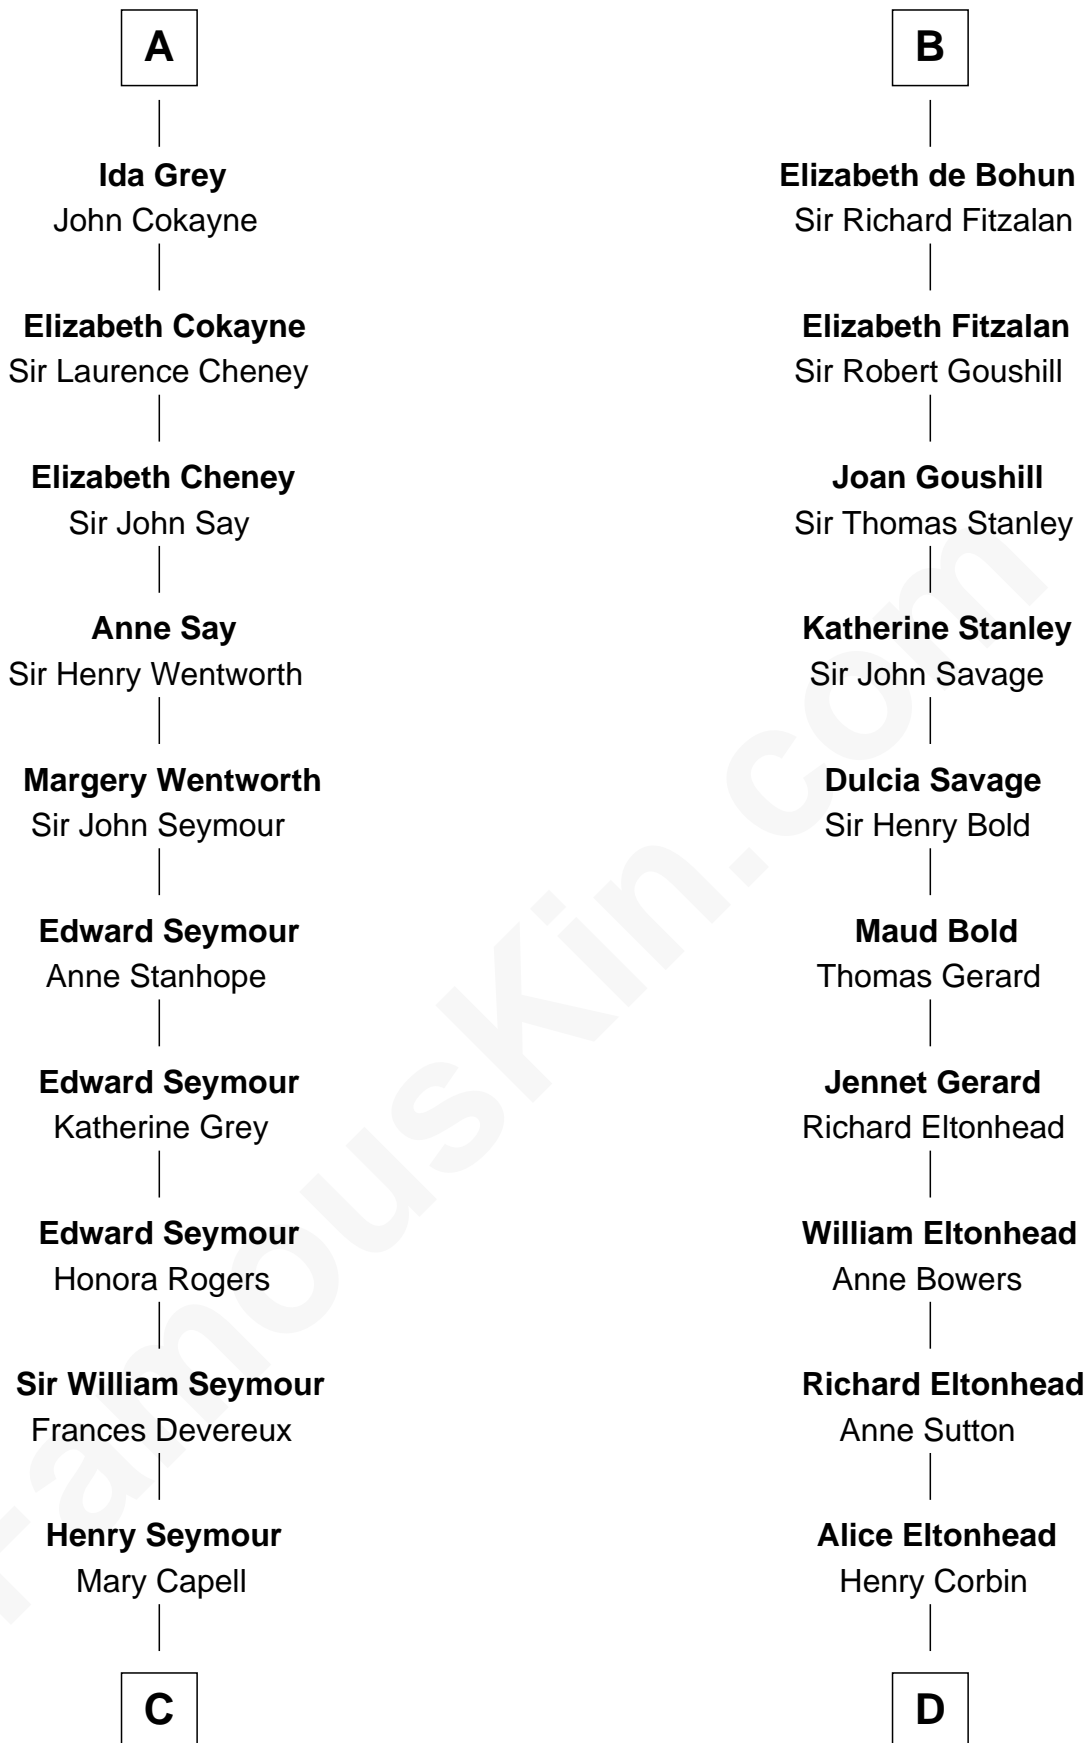 A
Ida Grey
John Cokayne
Elizabeth Cokayne
Sir Laurence Cheney
Elizabeth Cheney
Sir John Say
Anne Say
Sir Henry Wentworth
Margery Wentworth
Sir John Seymour
Edward Seymour
Anne Stanhope
Edward Seymour
Katherine Grey
Edward Seymour
Honora Rogers
Sir William Seymour
Frances Devereux
Henry Seymour
Mary Capell
C
B
Elizabeth de Bohun
Sir Richard Fitzalan
Elizabeth Fitzalan
Sir Robert Goushill
Joan Goushill
Sir Thomas Stanley
Katherine Stanley
Sir John Savage
Dulcia Savage
Sir Henry Bold
Maud Bold
Thomas Gerard
Jennet Gerard
Richard Eltonhead
William Eltonhead
Anne Bowers
Richard Eltonhead
Anne Sutton
Alice Eltonhead
Henry Corbin
D
FamousKin.com